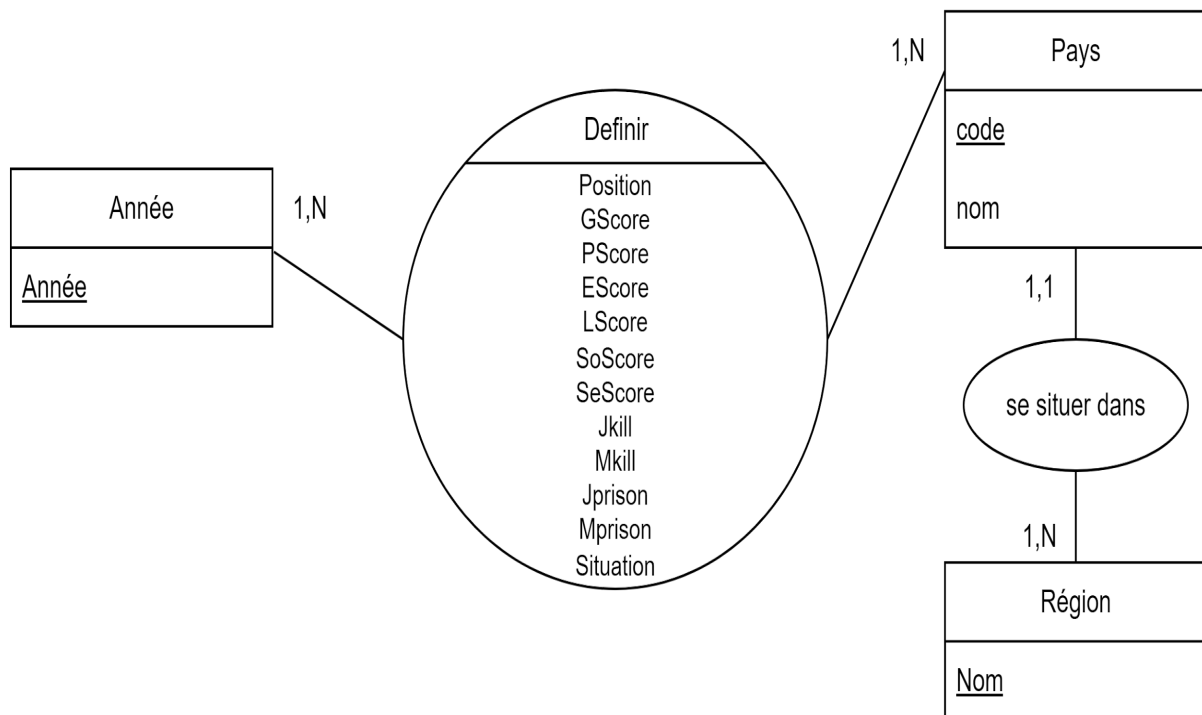 Année
Année
1,N
Definir
Position
GScore
PScore
EScore
LScore
SoScore
SeScore
Jkill
Mkill
Jprison
Mprison
Situation
1,N
Pays
code
nom
1,1
se situer dans
1,N
Région
Nom